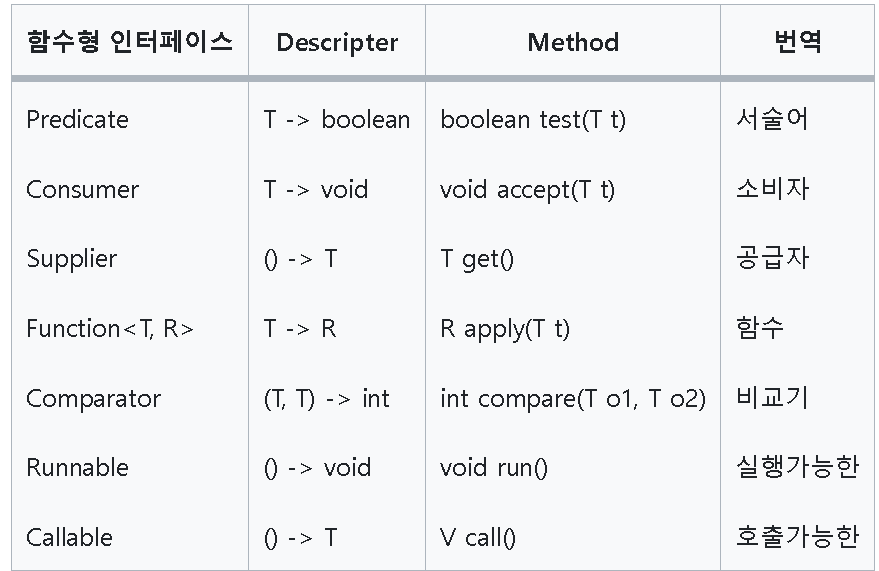 함수형 인터페이스 Descripter Method 번역
Predicate T -> boolean boolean test(T t) 서술어
Consumer T -> void void accept(T t) 소비자
Supplier () -> T T get() 공급자
Function<T, R> T -> R R apply(T t) 함수
Comparator (T, T) -> int int compare(T o1, T o2) 비교기
Runnable () -> void void run() 실행가능한
Callable () -> T V call() 호출가능한